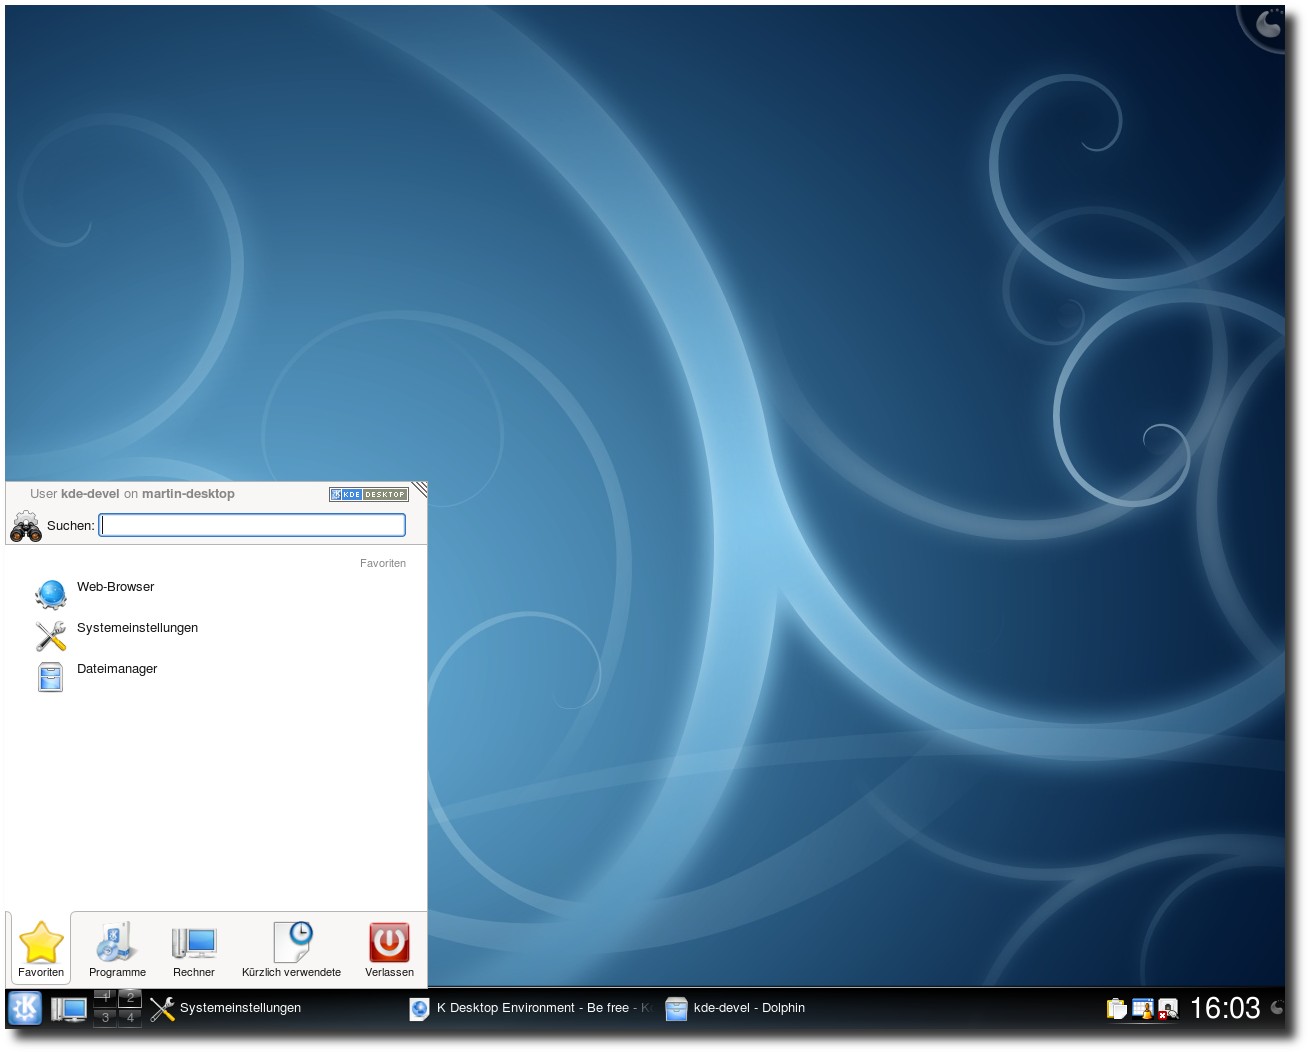 User kde-devel on martin-desktop
KDE DESKTOP
Suchen:
Favoriten
Web-Browser
Systemeinstellungen
Dateimanager
Favoriten
Programme
Rechner
Kürzlich verwendete
Verlassen
1 2
3 4
Systemeinstellungen
K Desktop Environment - Be free - K
kde-devel - Dolphin
16:03